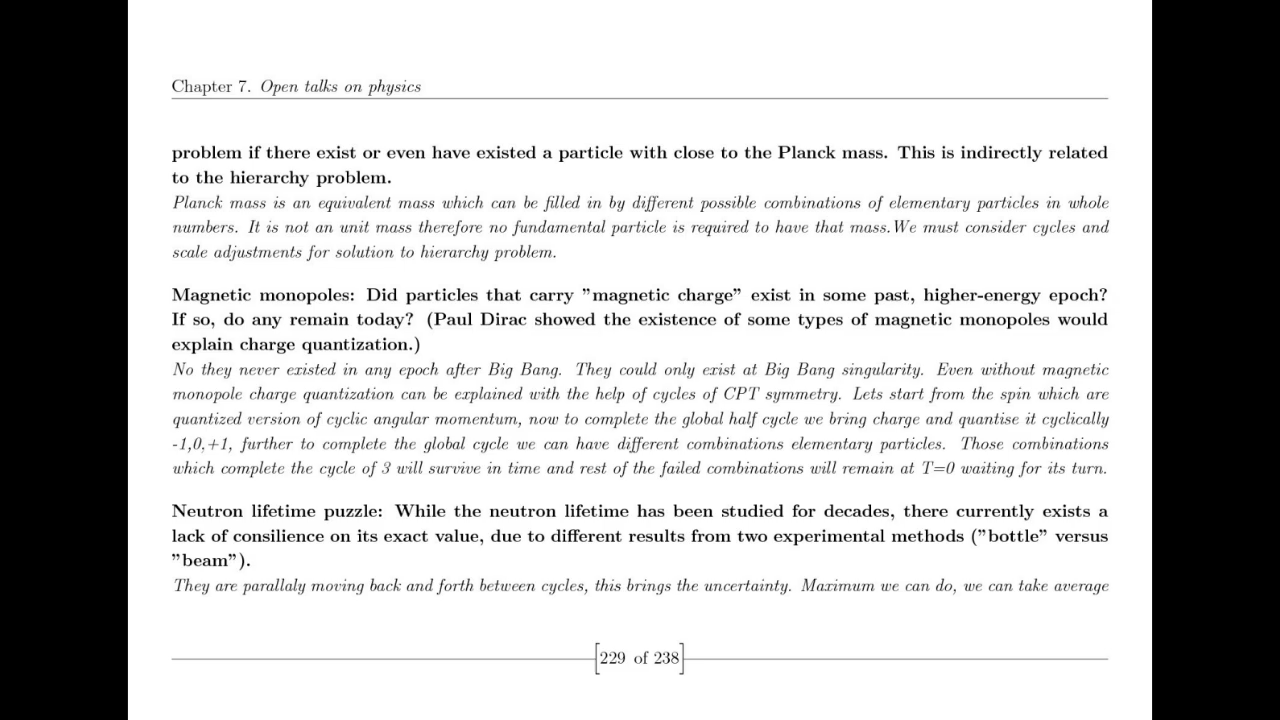 Chapter 7. Open talks on physics
problem if there exist or even have existed a particle with close to the Planck mass. This is indirectly related
to the hierarchy problem.
Planck mass is an equivalent mass which can be filled in by different possible combinations of elementary particles in whole
numbers. It is not an unit mass therefore no fundamental particle is required to have that mass.We must consider cycles and
scale adjustments for solution to hierarchy problem.
Magnetic monopoles: Did particles that carry ”magnetic charge” exist in some past, higher-energy epoch?
If so, do any remain today? (Paul Dirac showed the existence of some types of magnetic monopoles would
explain charge quantization.)
No they never existed in any epoch after Big Bang. They could only exist at Big Bang singularity. Even without magnetic
monopole charge quantization can be explained with the help of cycles of CPT symmetry. Lets start from the spin which are
quantized version of cyclic angular momentum, now to complete the global half cycle we bring charge and quantise it cyclically
-1,0,+1, further to complete the global cycle we can have different combinations elementary particles. Those combinations
which complete the cycle of 3 will survive in time and rest of the failed combinations will remain at T=0 waiting for its turn.
Neutron lifetime puzzle: While the neutron lifetime has been studied for decades, there currently exists a
lack of consilience on its exact value, due to different results from two experimental methods (”bottle” versus
”beam”).
They are parallaly moving back and forth between cycles, this brings the uncertainty. Maximum we can do, we can take average
229 of 238